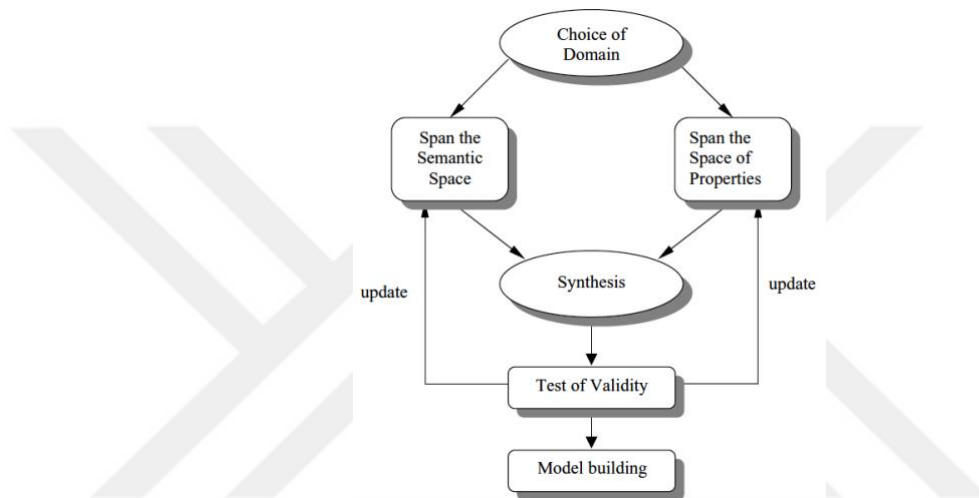 Choice of
Domain
Span the
Semantic
Space
Span the
Space of
Properties
Synthesis
update
update
Test of Validity
Model building